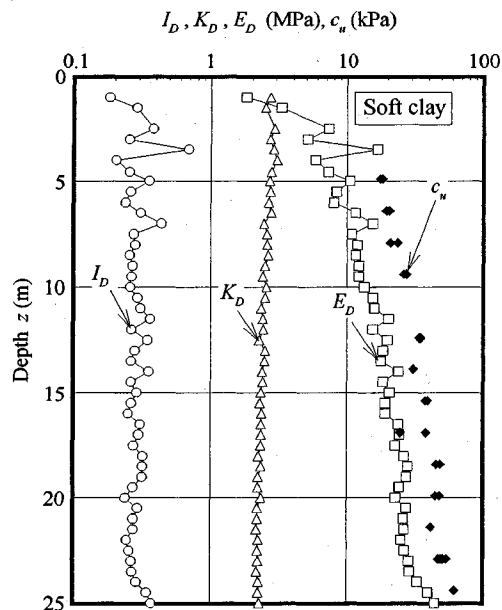 I_D , K_D , E_D (MPa), c_u (kPa)
0.1 1 10 100
0
Soft clay
5
c_u
I_D
K_D
E_D
10
Depth z (m)
15
20
25